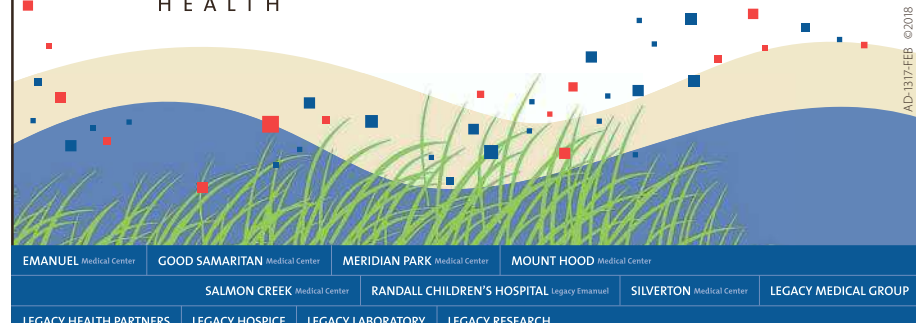 HEALTH
AD-1317-FEB ©2018
EMANUEL Medical Center GOOD SAMARITAN Medical Center MERIDIAN PARK Medical Center MOUNT HOOD Medical Center
SALMON CREEK Medical Center RANDALL CHILDREN'S HOSPITAL Legacy Emanuel SILVERTON Medical Center LEGACY MEDICAL GROUP
LEGACY HEALTH PARTNERS LEGACY HOSPICE LEGACY LABORATORY LEGACY RESEARCH